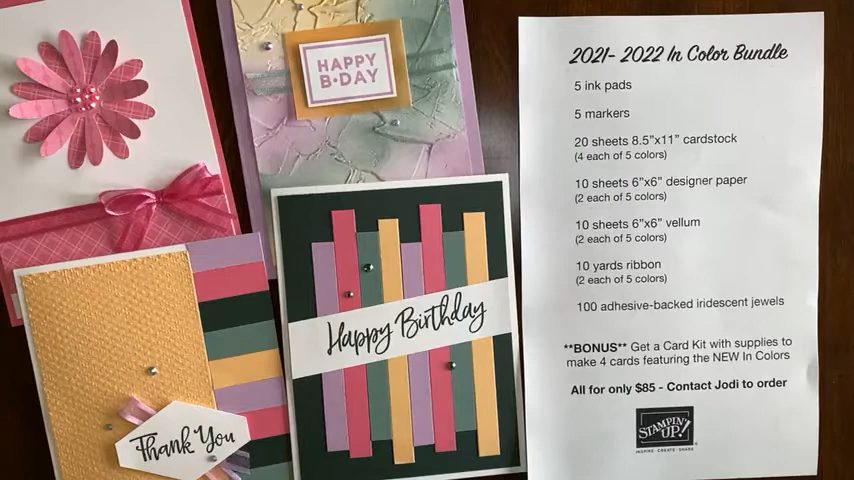 HAPPY
B•DAY
Happy Birthday
Thank You
2021- 2022 In Color Bundle
5 ink pads
5 markers
20 sheets 8.5”x11” cardstock
(4 each of 5 colors)
10 sheets 6”x6” designer paper
(2 each of 5 colors)
10 sheets 6”x6” vellum
(2 each of 5 colors)
10 yards ribbon
(2 each of 5 colors)
100 adhesive-backed iridescent jewels
**BONUS** Get a Card Kit with supplies to
make 4 cards featuring the NEW In Colors
All for only $85 - Contact Jodi to order
STAMPIN’
UP!®
INSPIRE · CREATE · SHARE